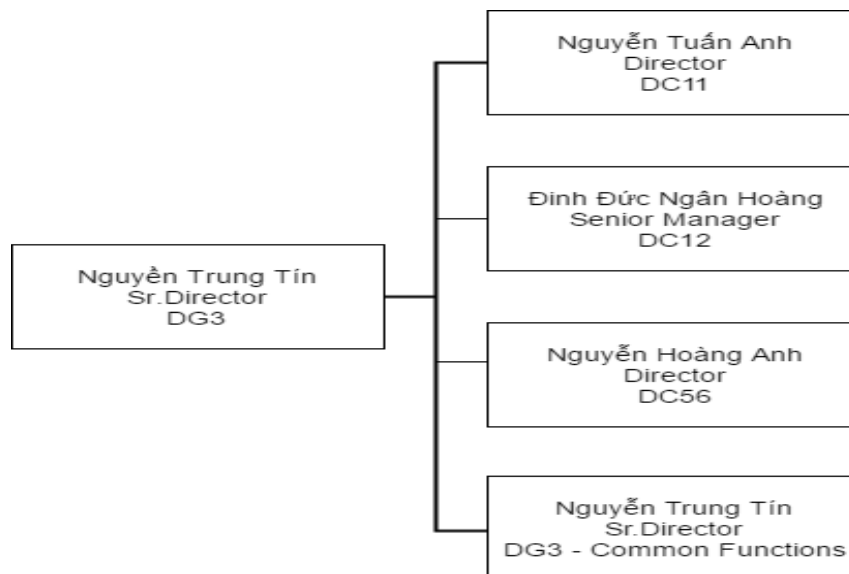 Nguyễn Tuấn Anh
Director
DC11
Đinh Đức Ngân Hoàng
Senior Manager
DC12
Nguyễn Trung Tín
Sr.Director
DG3
Nguyễn Hoàng Anh
Director
DC56
Nguyễn Trung Tín
Sr.Director
DG3 - Common Functions